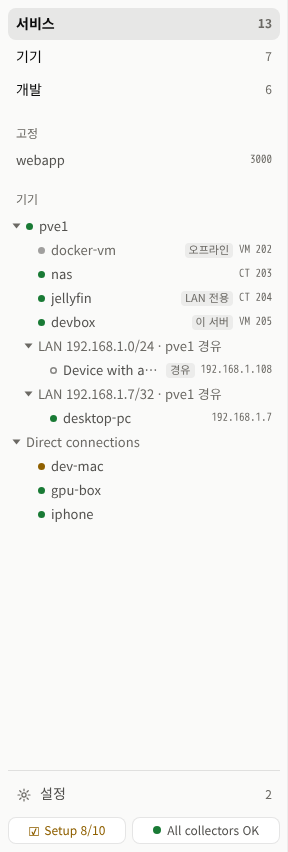 서비스 13
기기 7
개발 6
고정
webapp 3000
기기
pve1
docker-vm 오프라인 VM 202
nas CT 203
jellyfin LAN 전용 CT 204
devbox 이 서버 VM 205
LAN 192.168.1.0/24 · pve1 경유
Device with a··· 경유 192.168.1.108
LAN 192.168.1.7/32 · pve1 경유
desktop-pc 192.168.1.7
Direct connections
dev-mac
gpu-box
iphone
설정 2
Setup 8/10 All collectors OK